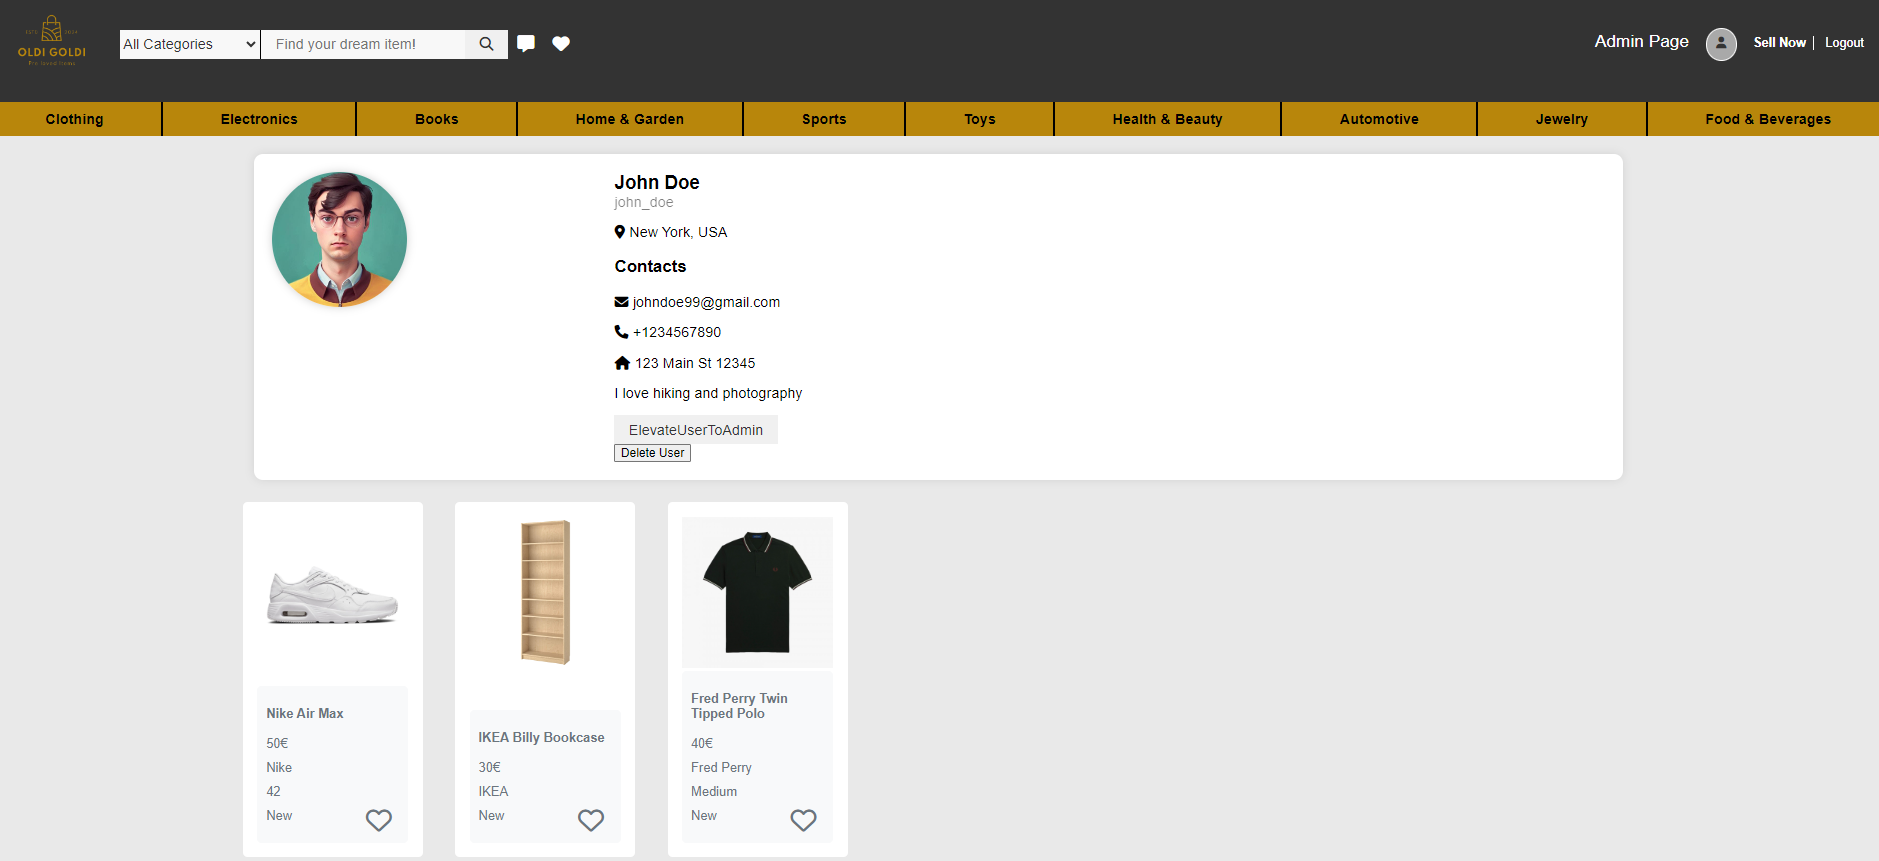 OLDI GOLDI
All Categories
Find your dream item!
Admin Page
Sell Now
Logout
Clothing
Electronics
Books
Home & Garden
Sports
Toys
Health & Beauty
Automotive
Jewelry
Food & Beverages
John Doe
john_doe
New York, USA
Contacts
johndoe99@gmail.com
+1234567890
123 Main St 12345
I love hiking and photography
ElevateUserToAdmin
Delete User
Nike Air Max
50€
Nike
42
New
IKEA Billy Bookcase
30€
IKEA
New
Fred Perry Twin
Tipped Polo
40€
Fred Perry
Medium
New